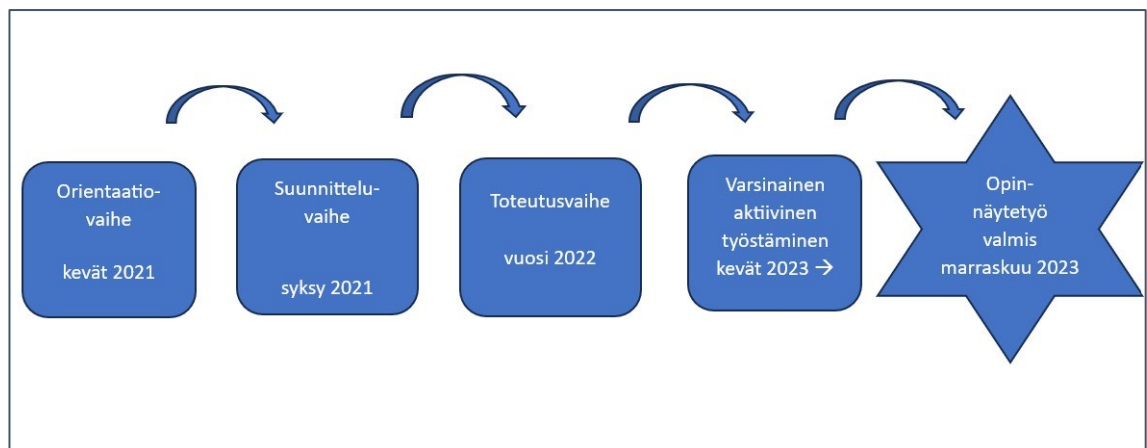 Orientaatio-
vaihe
kevät 2021
Suunnittelu-
vaihe
syksy 2021
Toteutusvaihe
vuosi 2022
Varsinainen
aktiivinen
työstäminen
kevät 2023 →
Opin-
näytetyö
valmis
marraskuu 2023